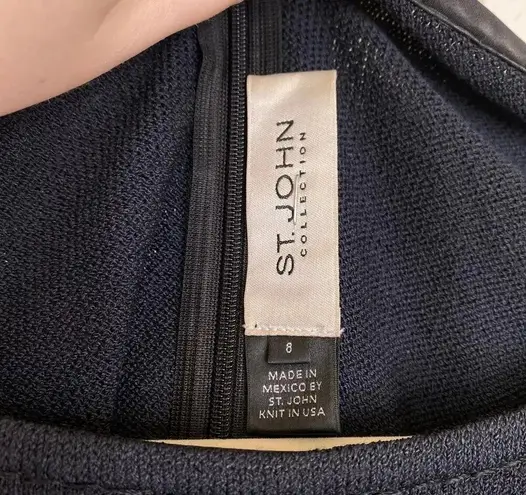 ST. JOHN
COLLECTION
8
MADE IN
MEXICO BY
ST. JOHN
KNIT IN USA